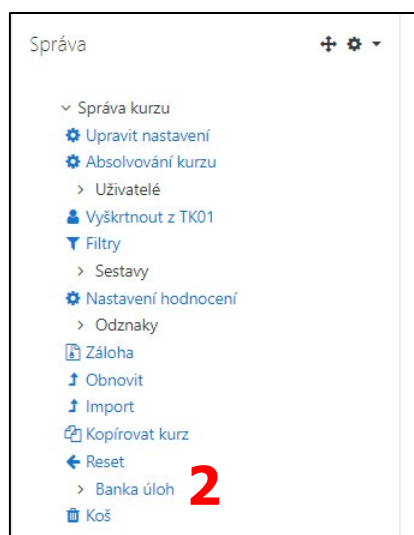 Správa
Správa kurzu
Upravit nastavení
Absolvování kurzu
Uživatelé
Vyškrtnout z TK01
Filtry
Sestavy
Nastavení hodnocení
Odznaky
Záloha
Obnovit
Import
Kopírovat kurz
Reset
Banka úloh 2
Koš